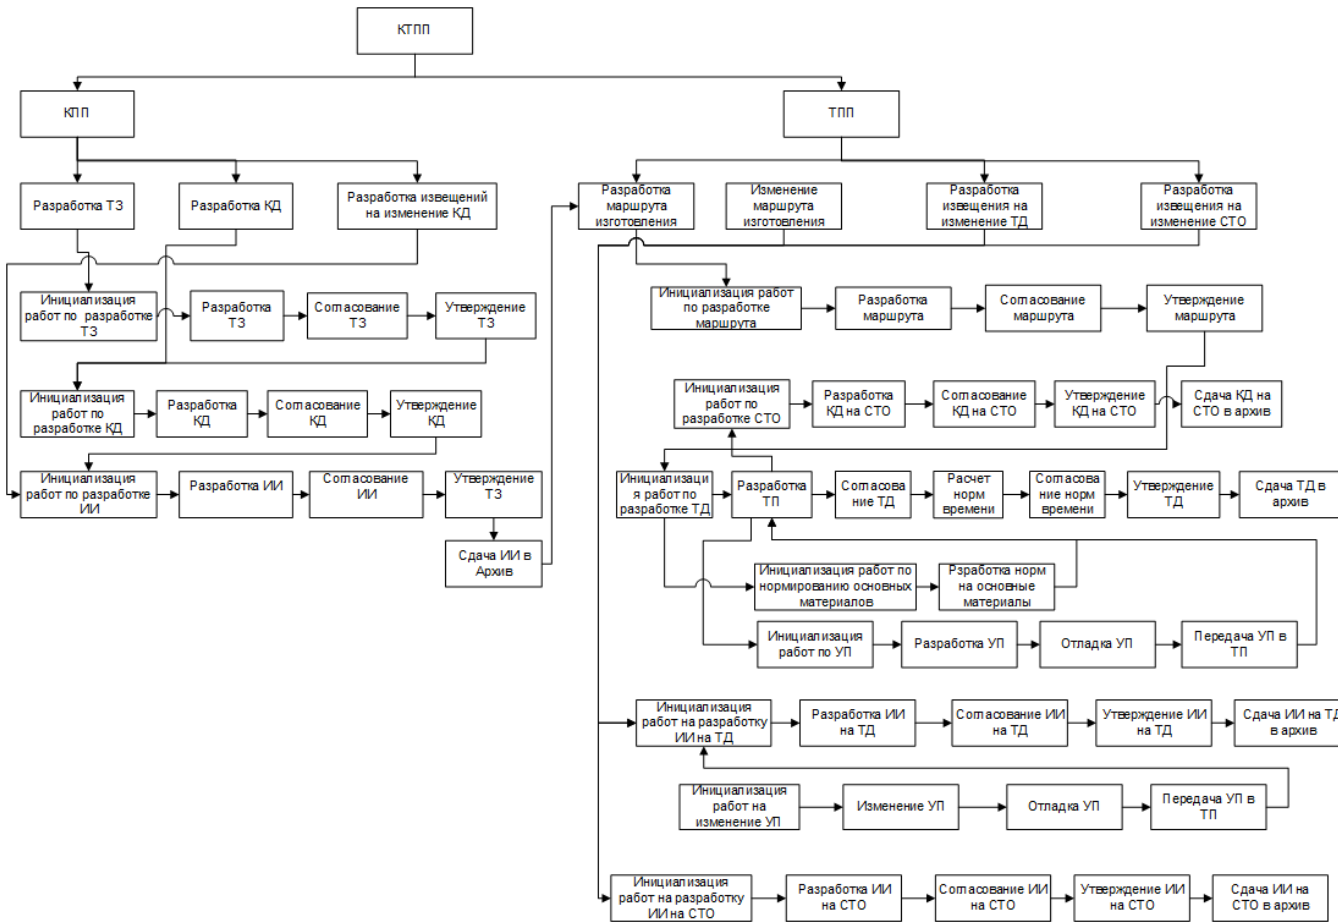 КТПП
КПП
ТПП
Разработка ТЗ
Разработка КД
Разработка извещений
на изменение КД
Разработка
маршрута
изготовления
Изменение
маршрута
изготовления
Разработка
извещения на
изменение ТД
Разработка
извещения на
изменение СТО
Инициализация
работ по разработке
ТЗ
Разработка
ТЗ
Согласование
ТЗ
Утверждение
ТЗ
Инициализация работ
по разработке
маршрута
Разработка
маршрута
Согласование
маршрута
Утверждение
маршрута
Инициализация
работ по
разработке КД
Разработка
КД
Согласование
КД
Утверждение
КД
Инициализация
работ по
разработке СТО
Разработка
КД на СТО
Согласование
КД на СТО
Утверждение
КД на СТО
Сдача КД на
СТО в архив
Инициализация
работ по разработке
ИИ
Разработка ИИ
Согласование
ИИ
Утверждение
ТЗ
Сдача ИИ в
Архив
Инициализаци
я работ по
разработке ТД
Разработка
ТП
Согласова
ние ТД
Расчет
норм
времени
Согласова
ние норм
времени
Утверждение
ТД
Сдача ТД в
архив
Инициализация работ по
нормированию основных
материалов
Рзработка норм
на основные
материалы
Инициализация
работ по УП
Разработка УП
Отладка УП
Передача УП в
ТП
Инициализация
работ на разработку
ИИ на ТД
Разработка ИИ
на ТД
Согласование ИИ
на ТД
Утверждение ИИ
на ТД
Сдача ИИ на ТД
в архив
Инициализация
работ на
изменение УП
Изменение УП
Отладка УП
Передача УП в
ТП
Инициализация
работ на разработку
ИИ на СТО
Разработка ИИ
на СТО
Согласование ИИ
на СТО
Утверждение ИИ
на СТО
Сдача ИИ на
СТО в архив